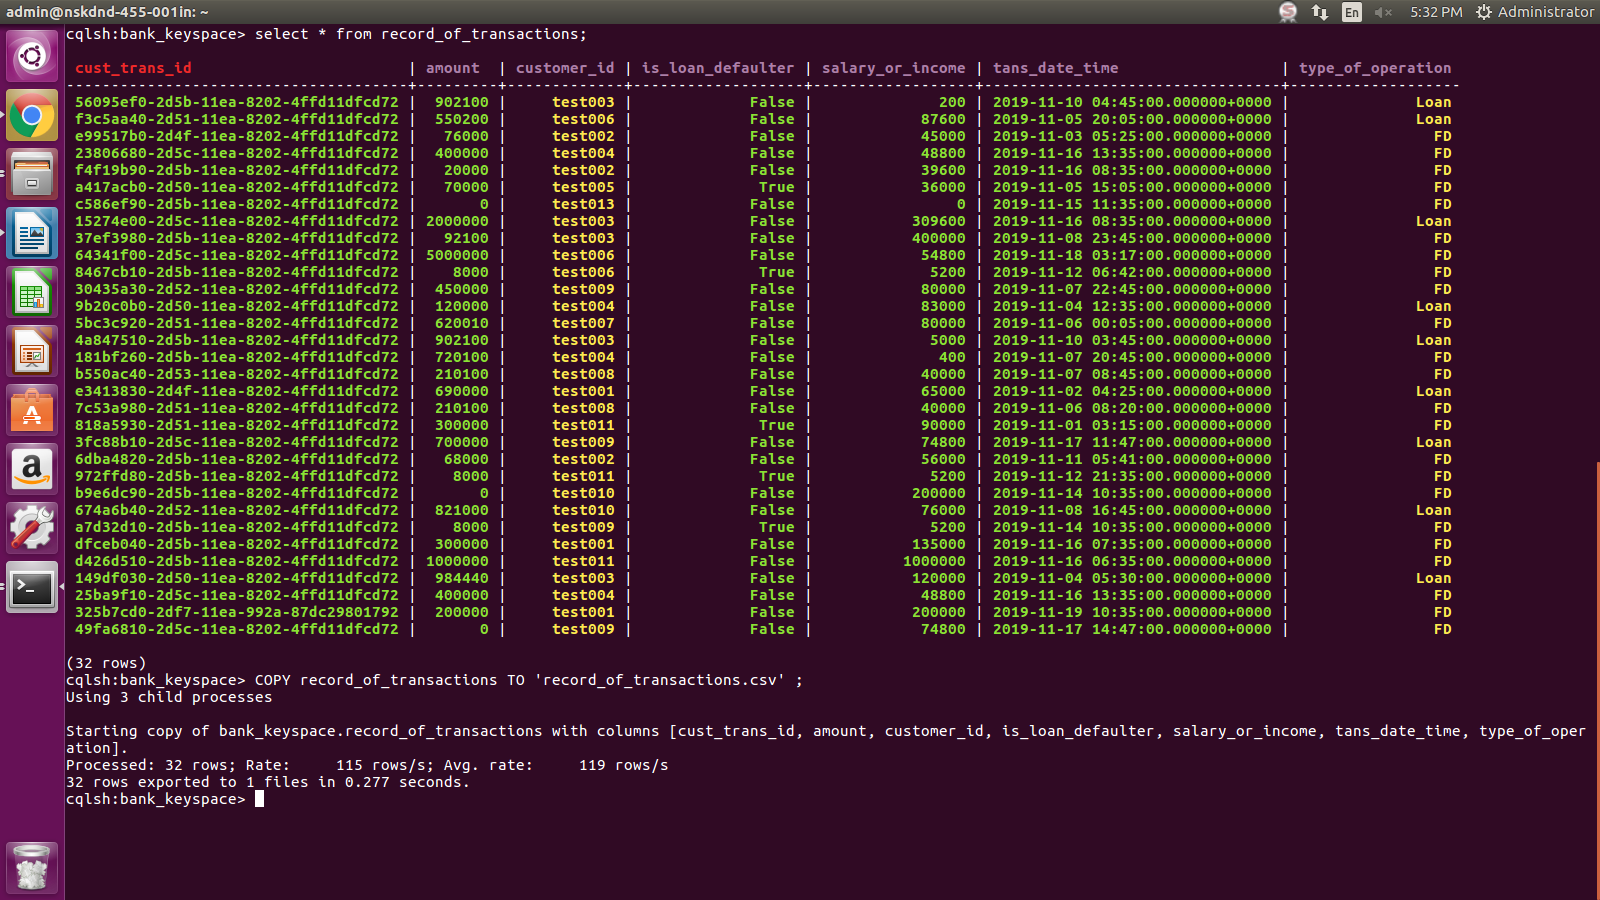 admin@nskdnd-455-001in: ~
En
5:32 PM
Administrator
cqlsh:bank_keyspace> select * from record_of_transactions;
cust_trans_id | amount | customer_id | is_loan_defaulter | salary_or_income | tans_date_time | type_of_operation
--------------------------------------+---------+-------------+-------------------+------------------+---------------------------------+-------------------
56095ef0-2d5b-11ea-8202-4ffd11dfcd72 | 902100 | test003 | False | 200 | 2019-11-10 04:45:00.000000+0000 | Loan
f3c5aa40-2d51-11ea-8202-4ffd11dfcd72 | 550200 | test006 | False | 87600 | 2019-11-05 20:05:00.000000+0000 | Loan
e99517b0-2d4f-11ea-8202-4ffd11dfcd72 | 76000 | test002 | False | 45000 | 2019-11-03 05:25:00.000000+0000 | FD
23806680-2d5c-11ea-8202-4ffd11dfcd72 | 400000 | test004 | False | 48800 | 2019-11-16 13:35:00.000000+0000 | FD
f4f19b90-2d5b-11ea-8202-4ffd11dfcd72 | 20000 | test002 | False | 39600 | 2019-11-16 08:35:00.000000+0000 | FD
a417acb0-2d50-11ea-8202-4ffd11dfcd72 | 70000 | test005 | True | 36000 | 2019-11-05 15:05:00.000000+0000 | FD
c586ef90-2d5b-11ea-8202-4ffd11dfcd72 | 0 | test013 | False | 0 | 2019-11-15 11:35:00.000000+0000 | FD
15274e00-2d5c-11ea-8202-4ffd11dfcd72 | 2000000 | test003 | False | 309600 | 2019-11-16 08:35:00.000000+0000 | Loan
37ef3980-2d5b-11ea-8202-4ffd11dfcd72 | 92100 | test003 | False | 400000 | 2019-11-08 23:45:00.000000+0000 | FD
64341f00-2d5c-11ea-8202-4ffd11dfcd72 | 5000000 | test006 | False | 54800 | 2019-11-18 03:17:00.000000+0000 | FD
8467cb10-2d5b-11ea-8202-4ffd11dfcd72 | 8000 | test006 | True | 5200 | 2019-11-12 06:42:00.000000+0000 | FD
30435a30-2d52-11ea-8202-4ffd11dfcd72 | 450000 | test009 | False | 80000 | 2019-11-07 22:45:00.000000+0000 | FD
9b20c0b0-2d50-11ea-8202-4ffd11dfcd72 | 120000 | test004 | False | 83000 | 2019-11-04 12:35:00.000000+0000 | Loan
5bc3c920-2d51-11ea-8202-4ffd11dfcd72 | 620010 | test007 | False | 80000 | 2019-11-06 00:05:00.000000+0000 | FD
4a847510-2d5b-11ea-8202-4ffd11dfcd72 | 902100 | test003 | False | 5000 | 2019-11-10 03:45:00.000000+0000 | Loan
181bf260-2d5b-11ea-8202-4ffd11dfcd72 | 720100 | test004 | False | 400 | 2019-11-07 20:45:00.000000+0000 | FD
b550ac40-2d53-11ea-8202-4ffd11dfcd72 | 210100 | test008 | False | 40000 | 2019-11-07 08:45:00.000000+0000 | FD
e3413830-2d4f-11ea-8202-4ffd11dfcd72 | 690000 | test001 | False | 65000 | 2019-11-02 04:25:00.000000+0000 | Loan
7c53a980-2d51-11ea-8202-4ffd11dfcd72 | 210100 | test008 | False | 40000 | 2019-11-06 08:20:00.000000+0000 | FD
818a5930-2d51-11ea-8202-4ffd11dfcd72 | 300000 | test011 | True | 90000 | 2019-11-01 03:15:00.000000+0000 | FD
3fc88b10-2d5c-11ea-8202-4ffd11dfcd72 | 700000 | test009 | False | 74800 | 2019-11-17 11:47:00.000000+0000 | Loan
6dba4820-2d5b-11ea-8202-4ffd11dfcd72 | 68000 | test002 | False | 56000 | 2019-11-11 05:41:00.000000+0000 | FD
972ffd80-2d5b-11ea-8202-4ffd11dfcd72 | 8000 | test011 | True | 5200 | 2019-11-12 21:35:00.000000+0000 | FD
b9e6dc90-2d5b-11ea-8202-4ffd11dfcd72 | 0 | test010 | False | 200000 | 2019-11-14 10:35:00.000000+0000 | FD
674a6b40-2d52-11ea-8202-4ffd11dfcd72 | 821000 | test010 | False | 76000 | 2019-11-08 16:45:00.000000+0000 | Loan
a7d32d10-2d5b-11ea-8202-4ffd11dfcd72 | 8000 | test009 | True | 5200 | 2019-11-14 10:35:00.000000+0000 | FD
dfceb040-2d5b-11ea-8202-4ffd11dfcd72 | 300000 | test001 | False | 135000 | 2019-11-16 07:35:00.000000+0000 | FD
d426d510-2d5b-11ea-8202-4ffd11dfcd72 | 1000000 | test011 | False | 1000000 | 2019-11-16 06:35:00.000000+0000 | FD
149df030-2d50-11ea-8202-4ffd11dfcd72 | 984440 | test003 | False | 120000 | 2019-11-04 05:30:00.000000+0000 | Loan
25ba9f10-2d5c-11ea-8202-4ffd11dfcd72 | 400000 | test004 | False | 48800 | 2019-11-16 13:35:00.000000+0000 | FD
325b7cd0-2df7-11ea-992a-87dc29801792 | 200000 | test001 | False | 200000 | 2019-11-19 10:35:00.000000+0000 | FD
49fa6810-2d5c-11ea-8202-4ffd11dfcd72 | 0 | test009 | False | 74800 | 2019-11-17 14:47:00.000000+0000 | FD
(32 rows)
cqlsh:bank_keyspace> COPY record_of_transactions TO 'record_of_transactions.csv' ;
Using 3 child processes
Starting copy of bank_keyspace.record_of_transactions with columns [cust_trans_id, amount, customer_id, is_loan_defaulter, salary_or_income, tans_date_time, type_of_oper
ation].
Processed: 32 rows; Rate: 115 rows/s; Avg. rate: 119 rows/s
32 rows exported to 1 files in 0.277 seconds.
cqlsh:bank_keyspace>